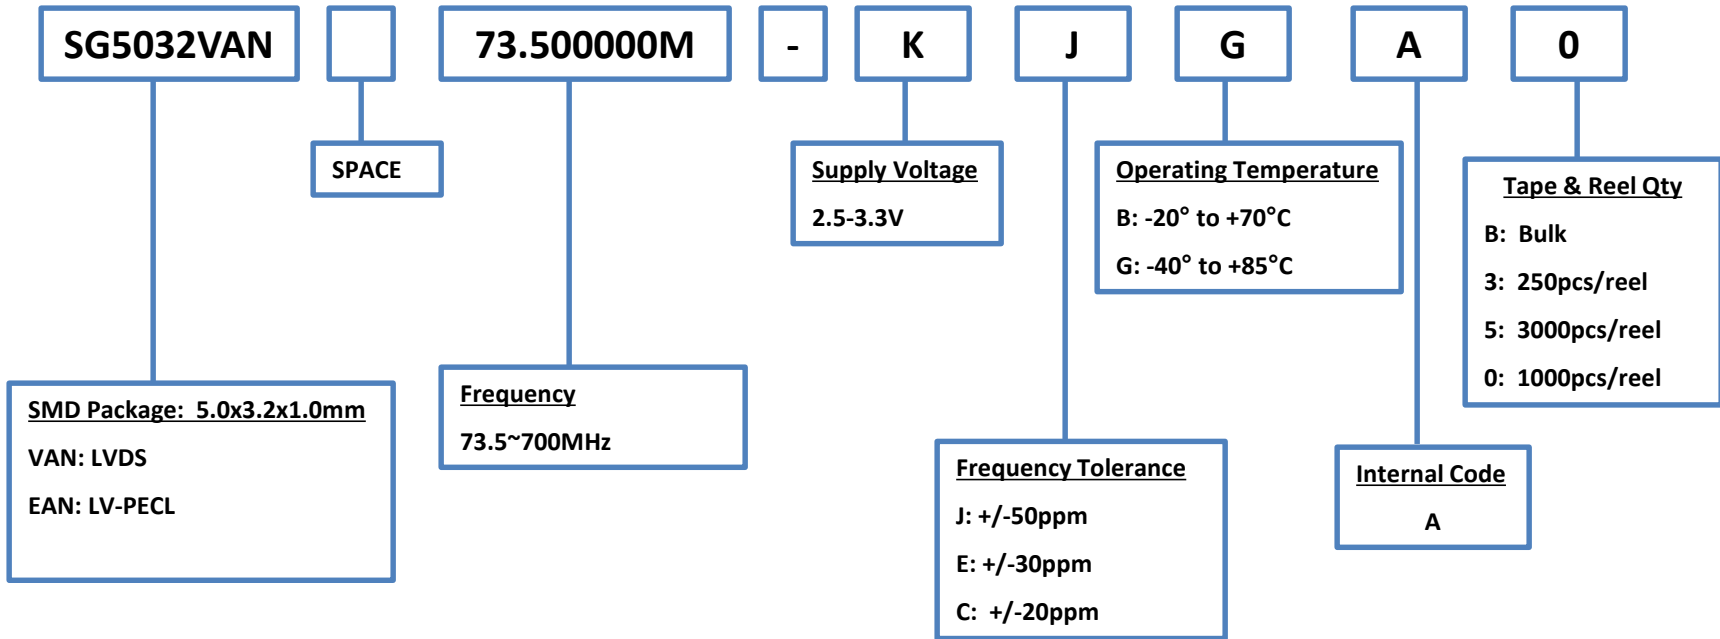 SG5032VAN 73.500000M - K J G A 0
SPACE
Supply Voltage
2.5-3.3V
Operating Temperature
B: -20° to +70°C
G: -40° to +85°C
Tape & Reel Qty
B: Bulk
3: 250pcs/reel
5: 3000pcs/reel
0: 1000pcs/reel
SMD Package: 5.0x3.2x1.0mm
VAN: LVDS
EAN: LV-PECL
Frequency
73.5~700MHz
Frequency Tolerance
J: +/-50ppm
E: +/-30ppm
C: +/-20ppm
Internal Code
A